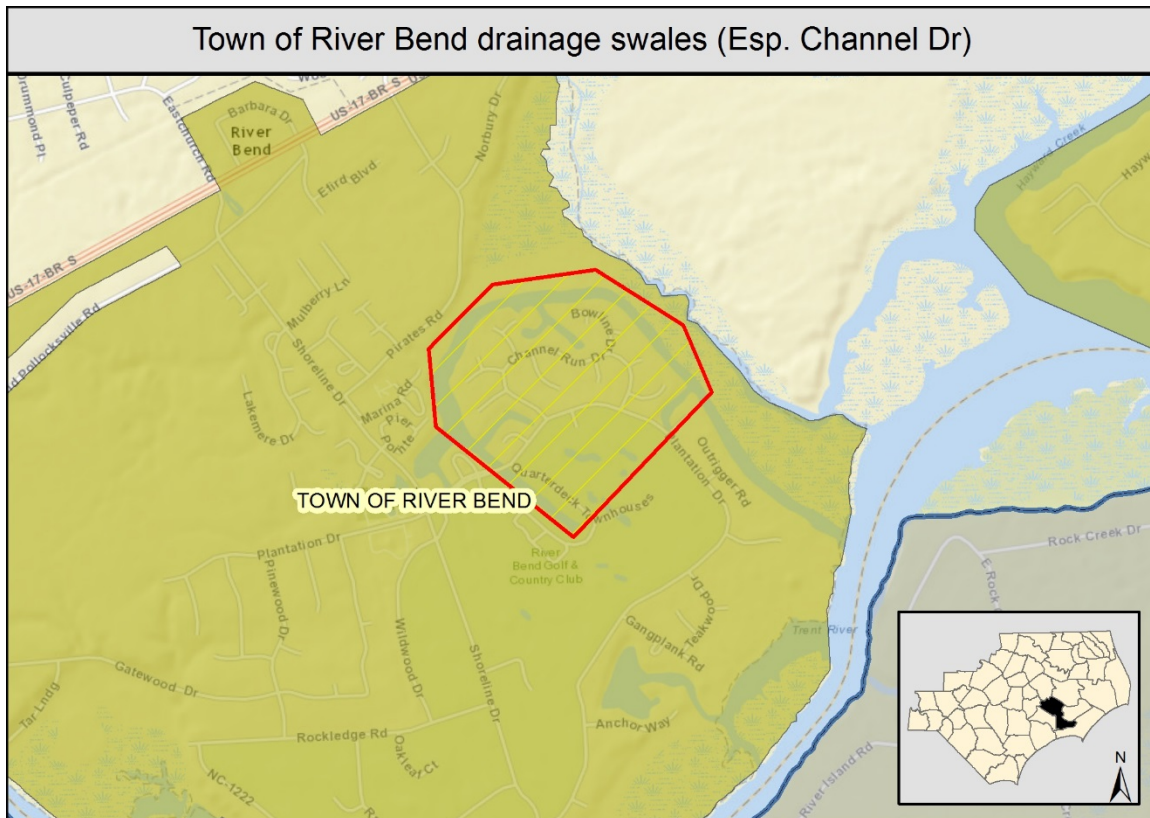 Town of River Bend drainage swales (Esp. Channel Dr)
Drummond Pt
Culpeper Rd
Eastchurch Rd
Barbara Dr
River
Bend
US-17-BR S
Efird Blvd
Norbury Dr
Hayward Creek
US-17-BR S
Mulberry Ln
Pirates Rd
Bowline Dr
Channel Run Dr
Pollocksville Rd
Shoreline Dr
Marina Rd
Pier
Pointe
Lakemere Dr
Outrigger Rd
Plantation Dr
Quarterdeck Townhouses
TOWN OF RIVER BEND
Plantation Dr
Pinewood Dr
River
Bend Golf &
Country Club
Rock Creek Dr
E Rock
Teakwood Dr
Gangplank Rd
Trent River
Wildwood Dr
Shoreline Dr
Gatewood Dr
Tar Lndg
Anchor Way
Rockledge Rd
Oakleaf Ct
NC-1222
River Island Rd
N